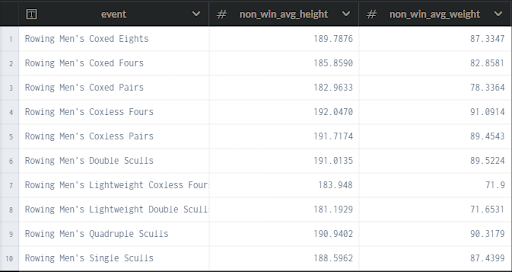 event # non_win_avg_height # non_win_avg_weight
1 Rowing Men's Coxed Eights 189.7876 87.3347
2 Rowing Men's Coxed Fours 185.8590 82.8581
3 Rowing Men's Coxed Pairs 182.9633 78.3364
4 Rowing Men's Coxless Fours 192.0470 91.0914
5 Rowing Men's Coxless Pairs 191.7174 89.4543
6 Rowing Men's Double Sculls 191.0135 89.5224
7 Rowing Men's Lightweight Coxless Four 183.948 71.9
8 Rowing Men's Lightweight Double Scull 181.1929 71.6531
9 Rowing Men's Quadruple Sculls 190.9402 90.3179
10 Rowing Men's Single Sculls 188.5962 87.4399